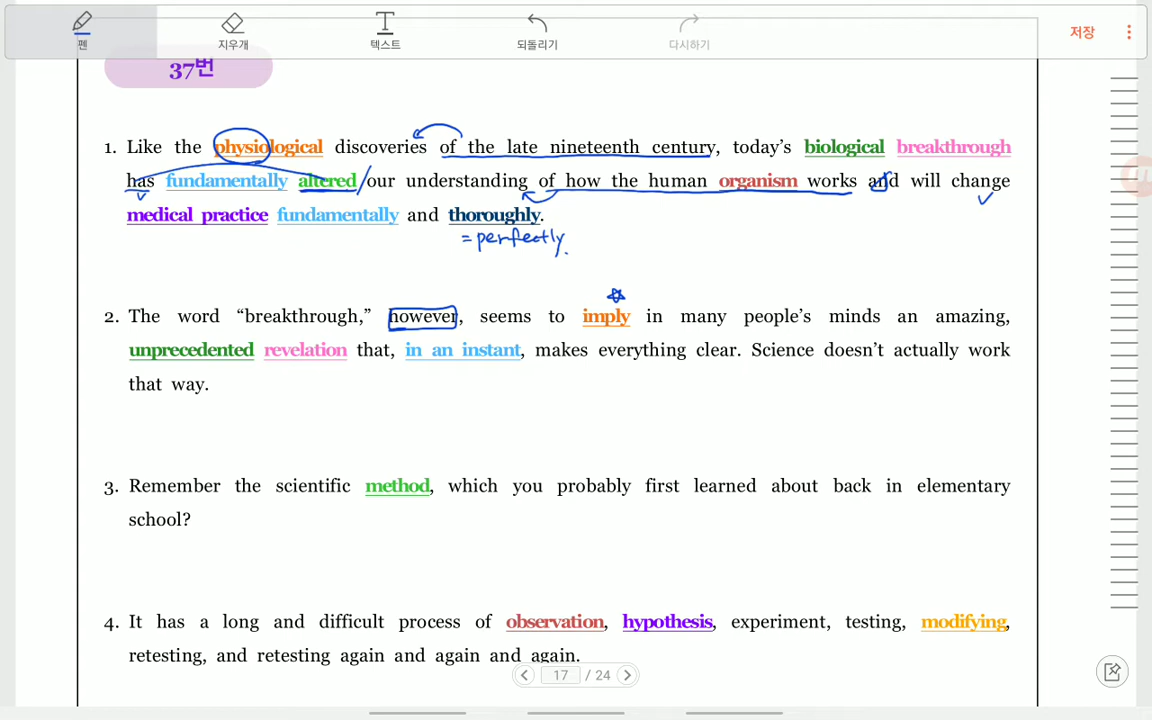 펜
지우개
텍스트
되돌리기
다시하기
저장
37번
1. Like the physiological discoveries of the late nineteenth century, today's biological breakthrough
has fundamentally altered our understanding of how the human organism works and will change
medical practice fundamentally and thoroughly.
= perfectly.
2. The word “breakthrough,” however, seems to imply in many people's minds an amazing,
unprecedented revelation that, in an instant, makes everything clear. Science doesn't actually work
that way.
3. Remember the scientific method, which you probably first learned about back in elementary
school?
4. It has a long and difficult process of observation, hypothesis, experiment, testing, modifying,
retesting, and retesting again and again and again.
17 / 24